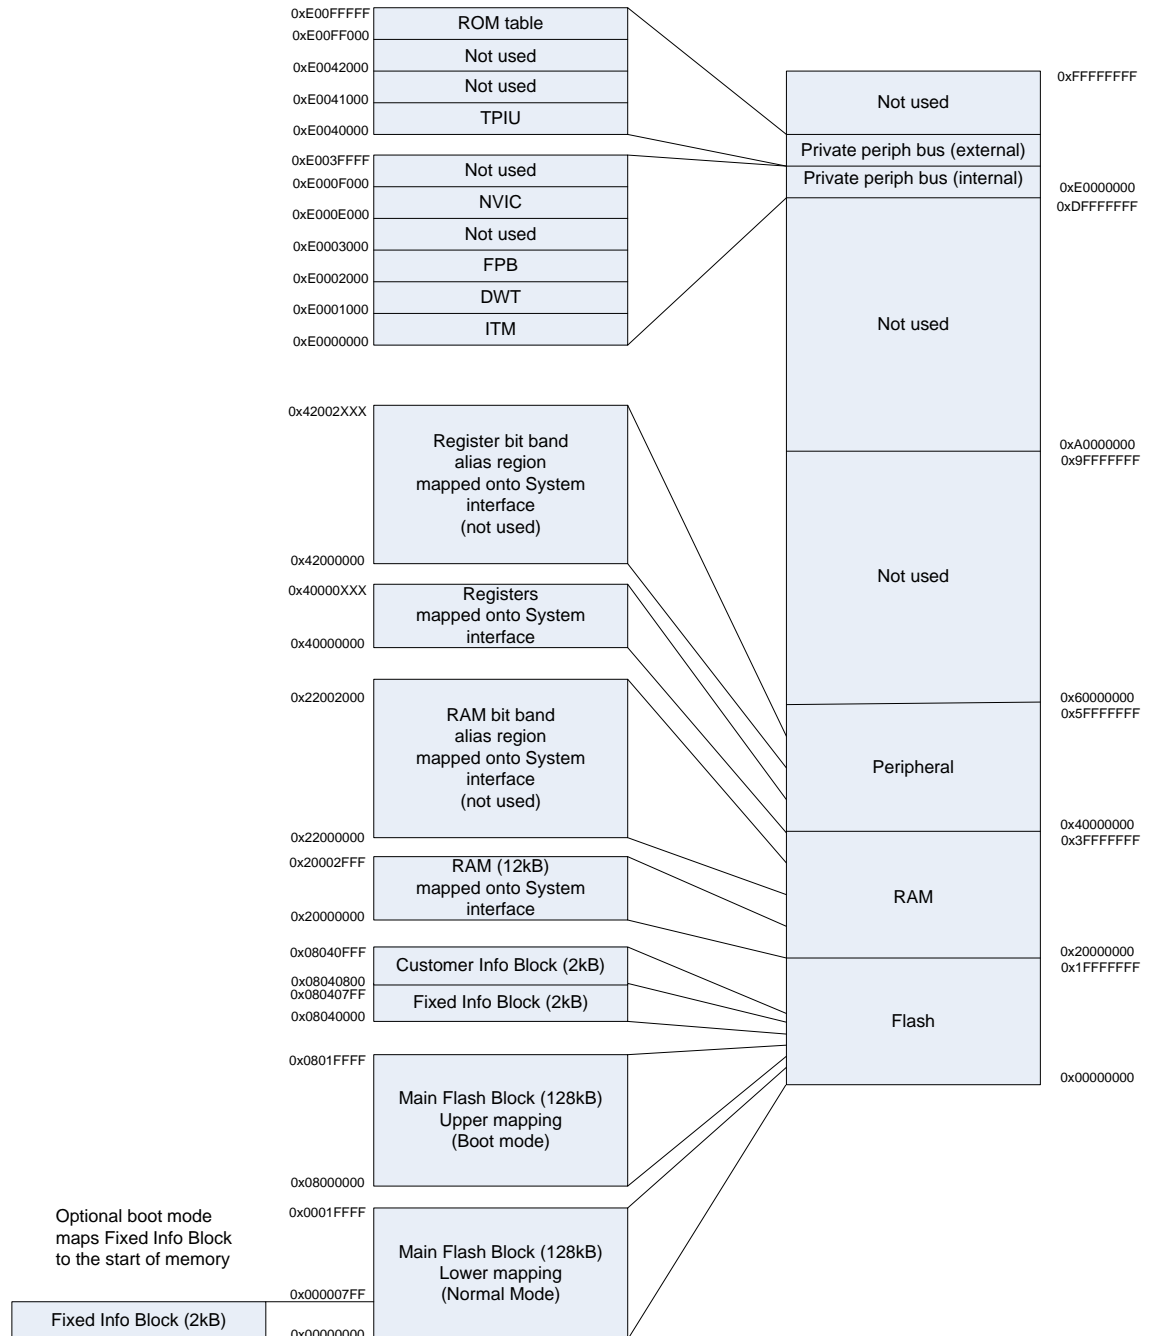 0xE00FFFFF
ROM table
0xE00FF000
Not used
0xE0042000
Not used
0xE0041000
TPIU
0xE0040000
0xE003FFFF
Not used
0xE000F000
NVIC
0xE000E000
Not used
0xE0003000
FPB
0xE0002000
DWT
0xE0001000
ITM
0xE0000000
0x42002XXX
Register bit band
alias region
mapped onto System
interface
(not used)
0x42000000
0x40000XXX
Registers
mapped onto System
interface
0x40000000
0x22002000
RAM bit band
alias region
mapped onto System
interface
(not used)
0x22000000
0x20002FFF
RAM (12kB)
mapped onto System
interface
0x20000000
0x08040FFF
Customer Info Block (2kB)
0x08040800
0x080407FF
Fixed Info Block (2kB)
0x08040000
0x0801FFFF
Main Flash Block (128kB)
Upper mapping
(Boot mode)
0x08000000
0x0001FFFF
Main Flash Block (128kB)
Lower mapping
(Normal Mode)
0x000007FF
0x00000000
Optional boot mode
maps Fixed Info Block
to the start of memory
Fixed Info Block (2kB)
0xFFFFFFFF
Not used
Private periph bus (external)
Private periph bus (internal)
0xE0000000
0xDFFFFFFF
Not used
0xA0000000
0x9FFFFFFF
Not used
0x60000000
0x5FFFFFFF
Peripheral
0x40000000
0x3FFFFFFF
RAM
0x20000000
0x1FFFFFFF
Flash
0x00000000